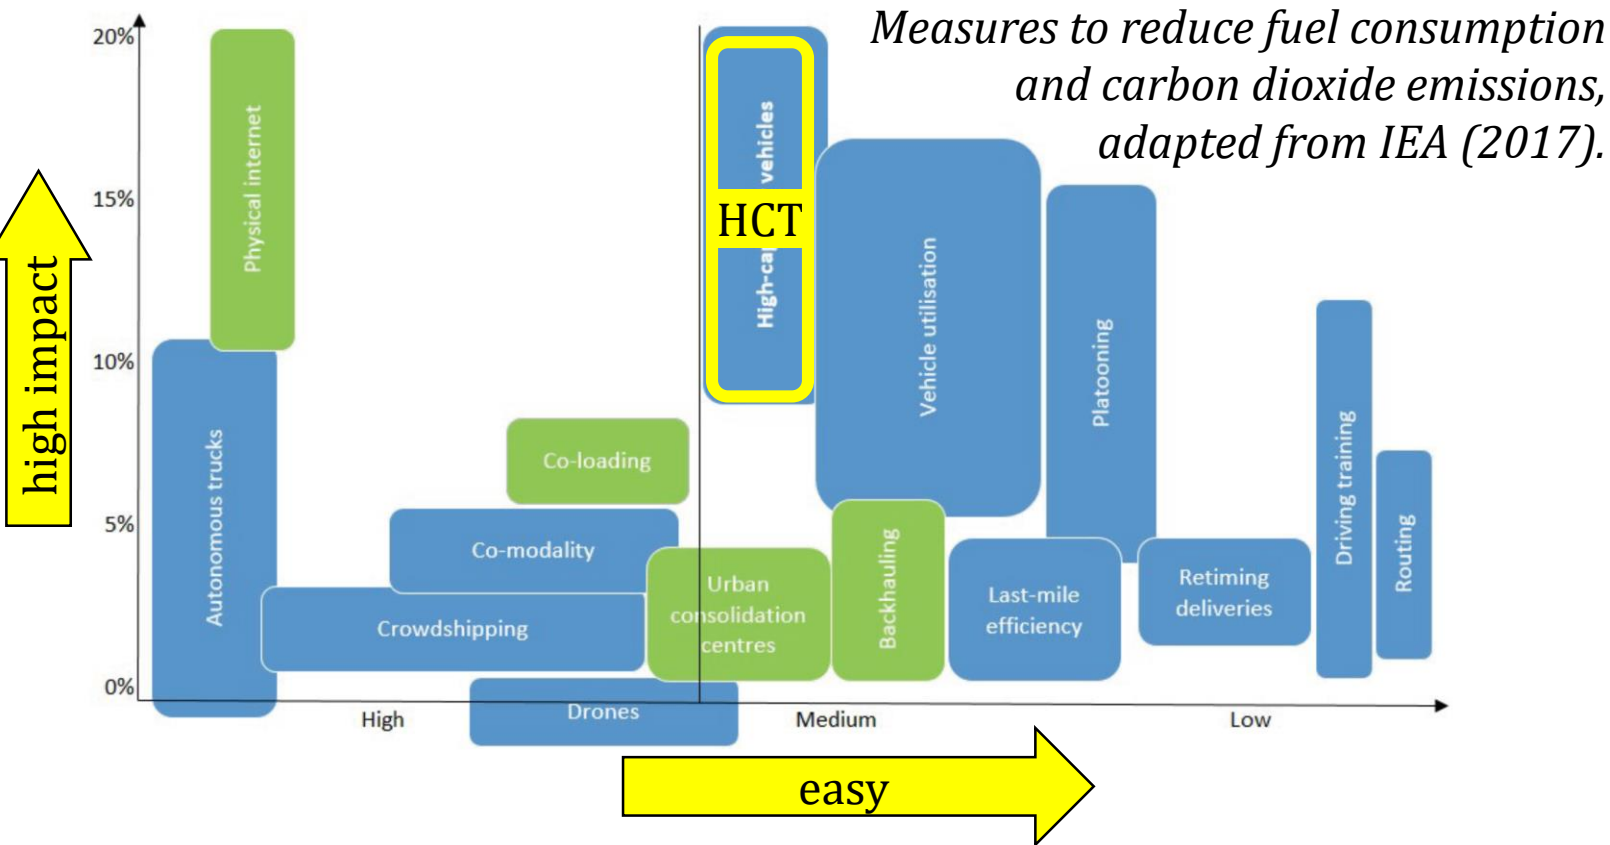 Measures to reduce fuel consumption
and carbon dioxide emissions,
adapted from IEA (2017).
20%
15%
10%
5%
0%
high impact
Physical internet
Autonomous trucks
Co-loading
Co-modality
Crowdshipping
Drones
HCT
High-cap
vehicles
Vehicle utilisation
Platooning
Urban
consolidation
centres
Backhauling
Last-mile
efficiency
Retiming
deliveries
Driving training
Routing
High
Medium
Low
easy